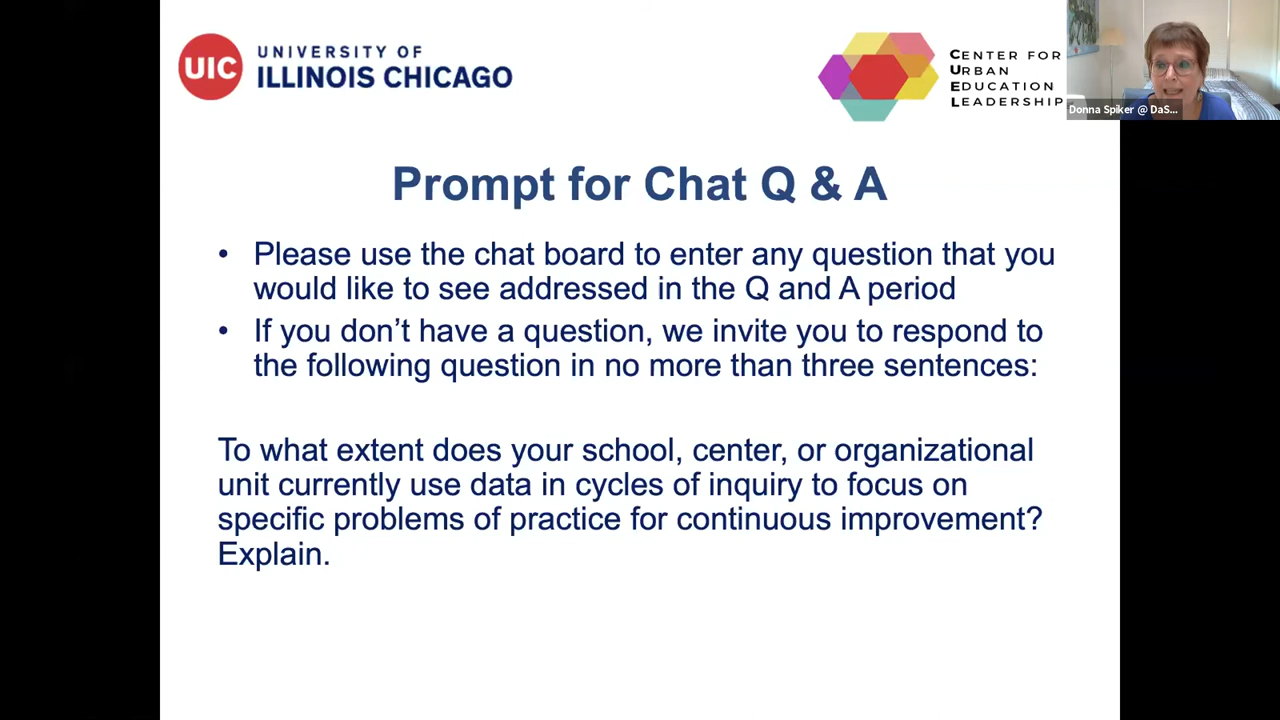 UIC
UNIVERSITY OF
ILLINOIS CHICAGO
CENTER FOR
URBAN
EDUCATION
LEADERSHIP
Donna Spiker @ DaS...
Prompt for Chat Q & A
• Please use the chat board to enter any question that you
would like to see addressed in the Q and A period
• If you don’t have a question, we invite you to respond to
the following question in no more than three sentences:
To what extent does your school, center, or organizational
unit currently use data in cycles of inquiry to focus on
specific problems of practice for continuous improvement?
Explain.